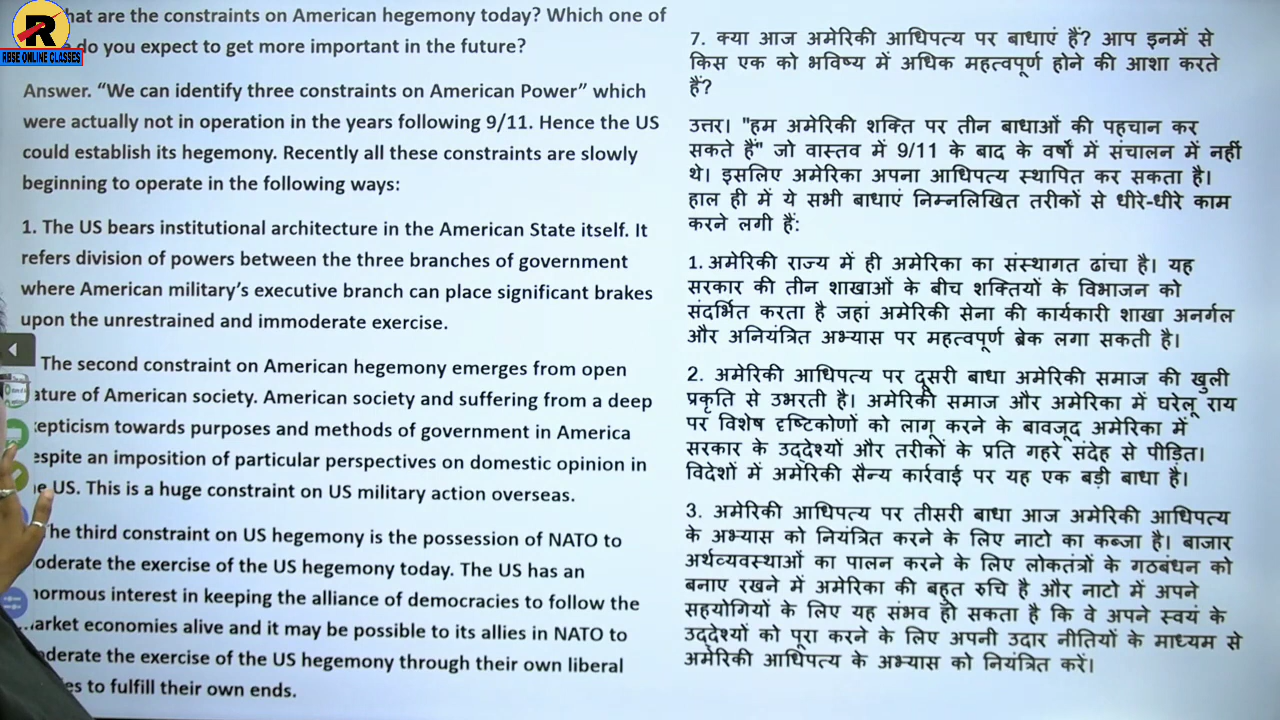 R
RBSE ONLINE CLASSES
hat are the constraints on American hegemony today? Which one of
do you expect to get more important in the future?
Answer. “We can identify three constraints on American Power” which
were actually not in operation in the years following 9/11. Hence the US
could establish its hegemony. Recently all these constraints are slowly
beginning to operate in the following ways:
1. The US bears institutional architecture in the American State itself. It
refers division of powers between the three branches of government
where American military’s executive branch can place significant brakes
upon the unrestrained and immoderate exercise.
The second constraint on American hegemony emerges from open
ature of American society. American society and suffering from a deep
kepticism towards purposes and methods of government in America
espite an imposition of particular perspectives on domestic opinion in
e US. This is a huge constraint on US military action overseas.
he third constraint on US hegemony is the possession of NATO to
oderate the exercise of the US hegemony today. The US has an
normous interest in keeping the alliance of democracies to follow the
arket economies alive and it may be possible to its allies in NATO to
derate the exercise of the US hegemony through their own liberal
es to fulfill their own ends.
7. क्या आज अमेरिकी आधिपत्य पर बाधाएं हैं? आप इनमें से
किस एक को भविष्य में अधिक महत्वपूर्ण होने की आशा करते
हैं?
उत्तर। "हम अमेरिकी शक्ति पर तीन बाधाओं की पहचान कर
सकते हैं" जो वास्तव में 9/11 के बाद के वर्षों में संचालन में नहीं
थे। इसलिए अमेरिका अपना आधिपत्य स्थापित कर सकता है।
हाल ही में ये सभी बाधाएं निम्नलिखित तरीकों से धीरे-धीरे काम
करने लगी हैं:
1. अमेरिकी राज्य में ही अमेरिका का संस्थागत ढांचा है। यह
सरकार की तीन शाखाओं के बीच शक्तियों के विभाजन को
संदर्भित करता है जहां अमेरिकी सेना की कार्यकारी शाखा अनर्गल
और अनियंत्रित अभ्यास पर महत्वपूर्ण ब्रेक लगा सकती है।
2. अमेरिकी आधिपत्य पर दूसरी बाधा अमेरिकी समाज की खुली
प्रकृति से उभरती है। अमेरिकी समाज और अमेरिका में घरेलू राय
पर विशेष दृष्टिकोणों को लागू करने के बावजूद अमेरिका में
सरकार के उद्देश्यों और तरीकों के प्रति गहरे संदेह से पीड़ित।
विदेशों में अमेरिकी सैन्य कार्रवाई पर यह एक बड़ी बाधा है।
3. अमेरिकी आधिपत्य पर तीसरी बाधा आज अमेरिकी आधिपत्य
के अभ्यास को नियंत्रित करने के लिए नाटो का कब्जा है। बाजार
अर्थव्यवस्थाओं का पालन करने के लिए लोकतंत्रों के गठबंधन को
बनाए रखने में अमेरिका की बहुत रुचि है और नाटो में अपने
सहयोगियों के लिए यह संभव हो सकता है कि वे अपने स्वयं के
उद्देश्यों को पूरा करने के लिए अपनी उदार नीतियों के माध्यम से
अमेरिकी आधिपत्य के अभ्यास को नियंत्रित करें।